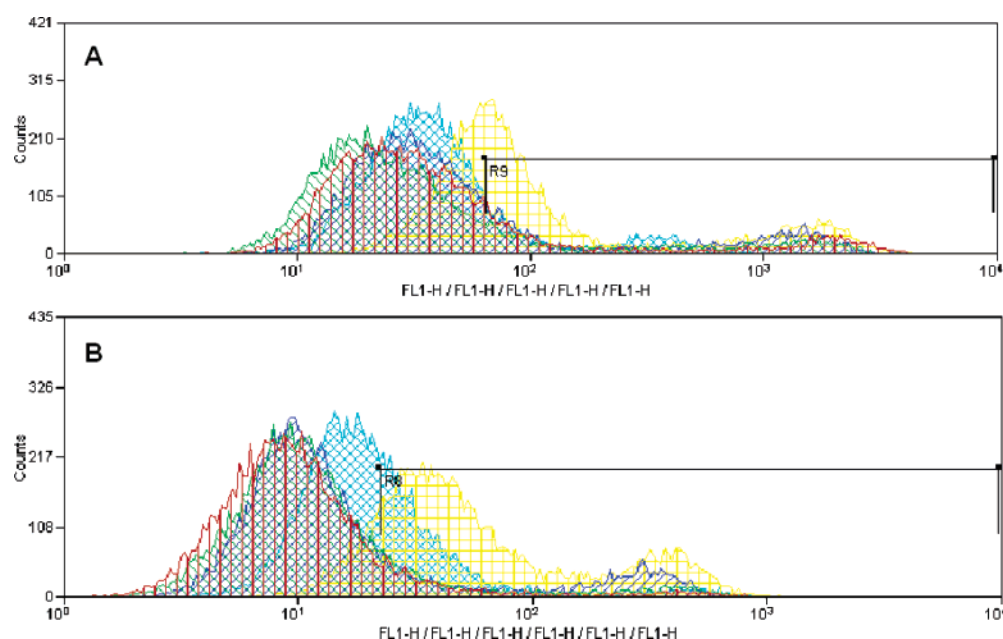 421
A
315
210
105
0
Counts
R9
10⁰ 10¹ 10² 10³ 10⁴
FL1-H / FL1-H / FL1-H / FL1-H / FL1-H
435
B
326
217
108
0
Counts
R8
10⁰ 10¹ 10² 10³
FL1-H / FL1-H / FL1-H / FL1-H / FL1-H / FL1-H